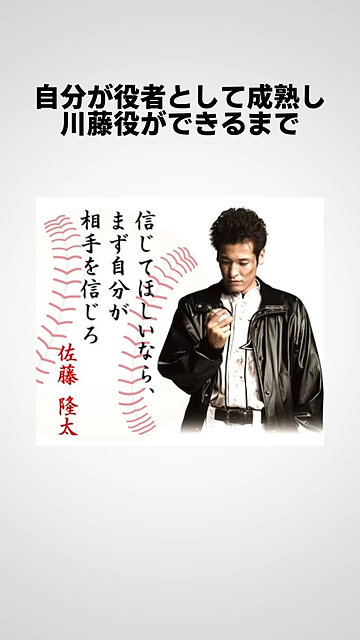 自分が役者として成熟し
川藤役ができるまで
信じてほしいなら、
まず自分が
相手を信じろ
佐藤 隆太